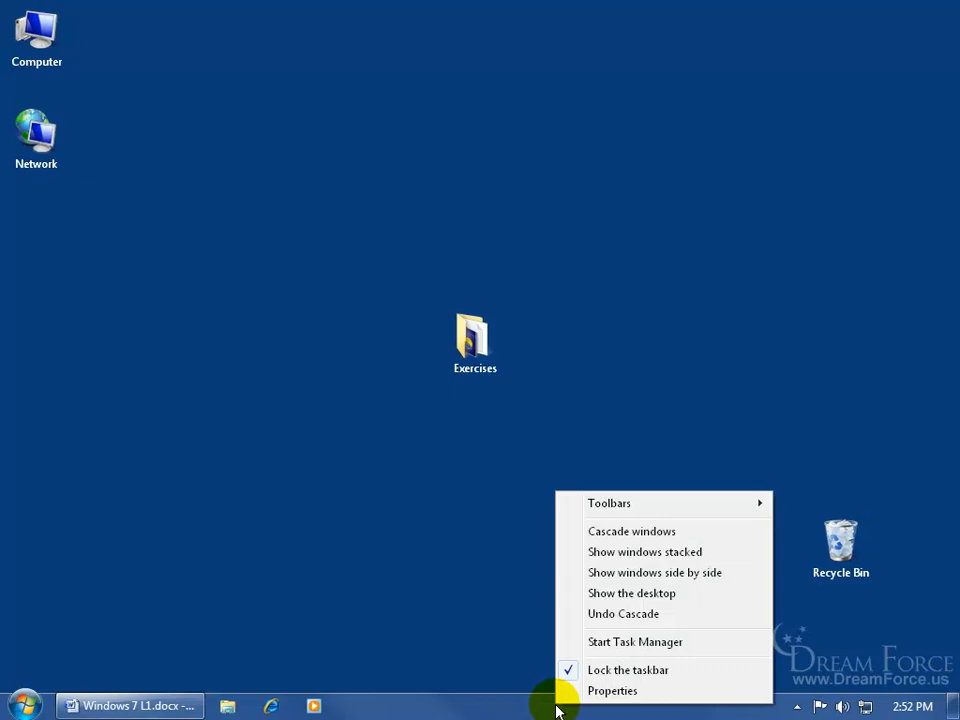 Computer
Network
Exercises
Toolbars
Cascade windows
Show windows stacked
Show windows side by side
Show the desktop
Undo Cascade
Start Task Manager
Lock the taskbar
Properties
Recycle Bin
DREAM FORCE
www.DreamForce.us
Windows 7 L1.docx -...
2:52 PM